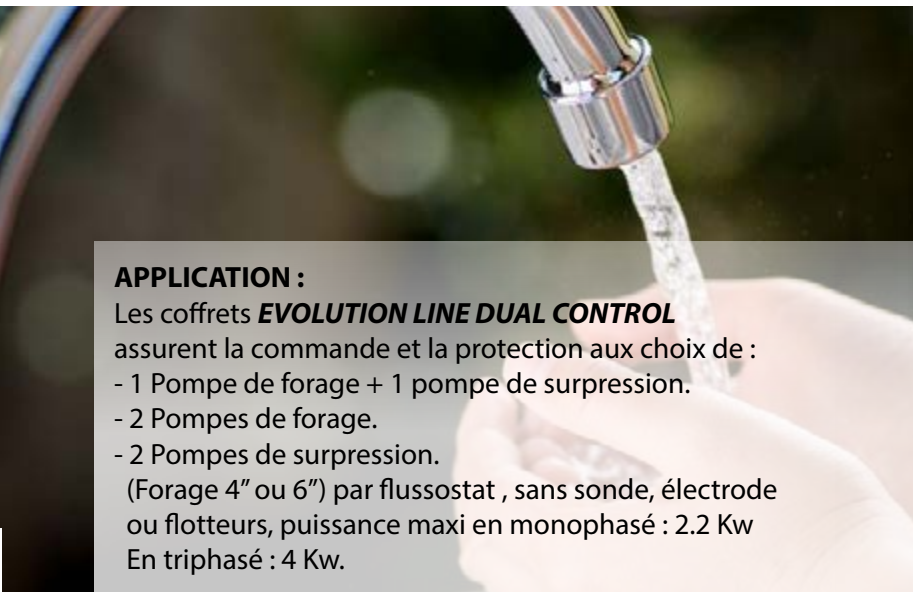 APPLICATION :
Les coffrets EVOLUTION LINE DUAL CONTROL
assurent la commande et la protection aux choix de :
- 1 Pompe de forage + 1 pompe de surpression.
- 2 Pompes de forage.
- 2 Pompes de surpression.
(Forage 4” ou 6”) par flussostat , sans sonde, électrode
ou flotteurs, puissance maxi en monophasé : 2.2 Kw
En triphasé : 4 Kw.